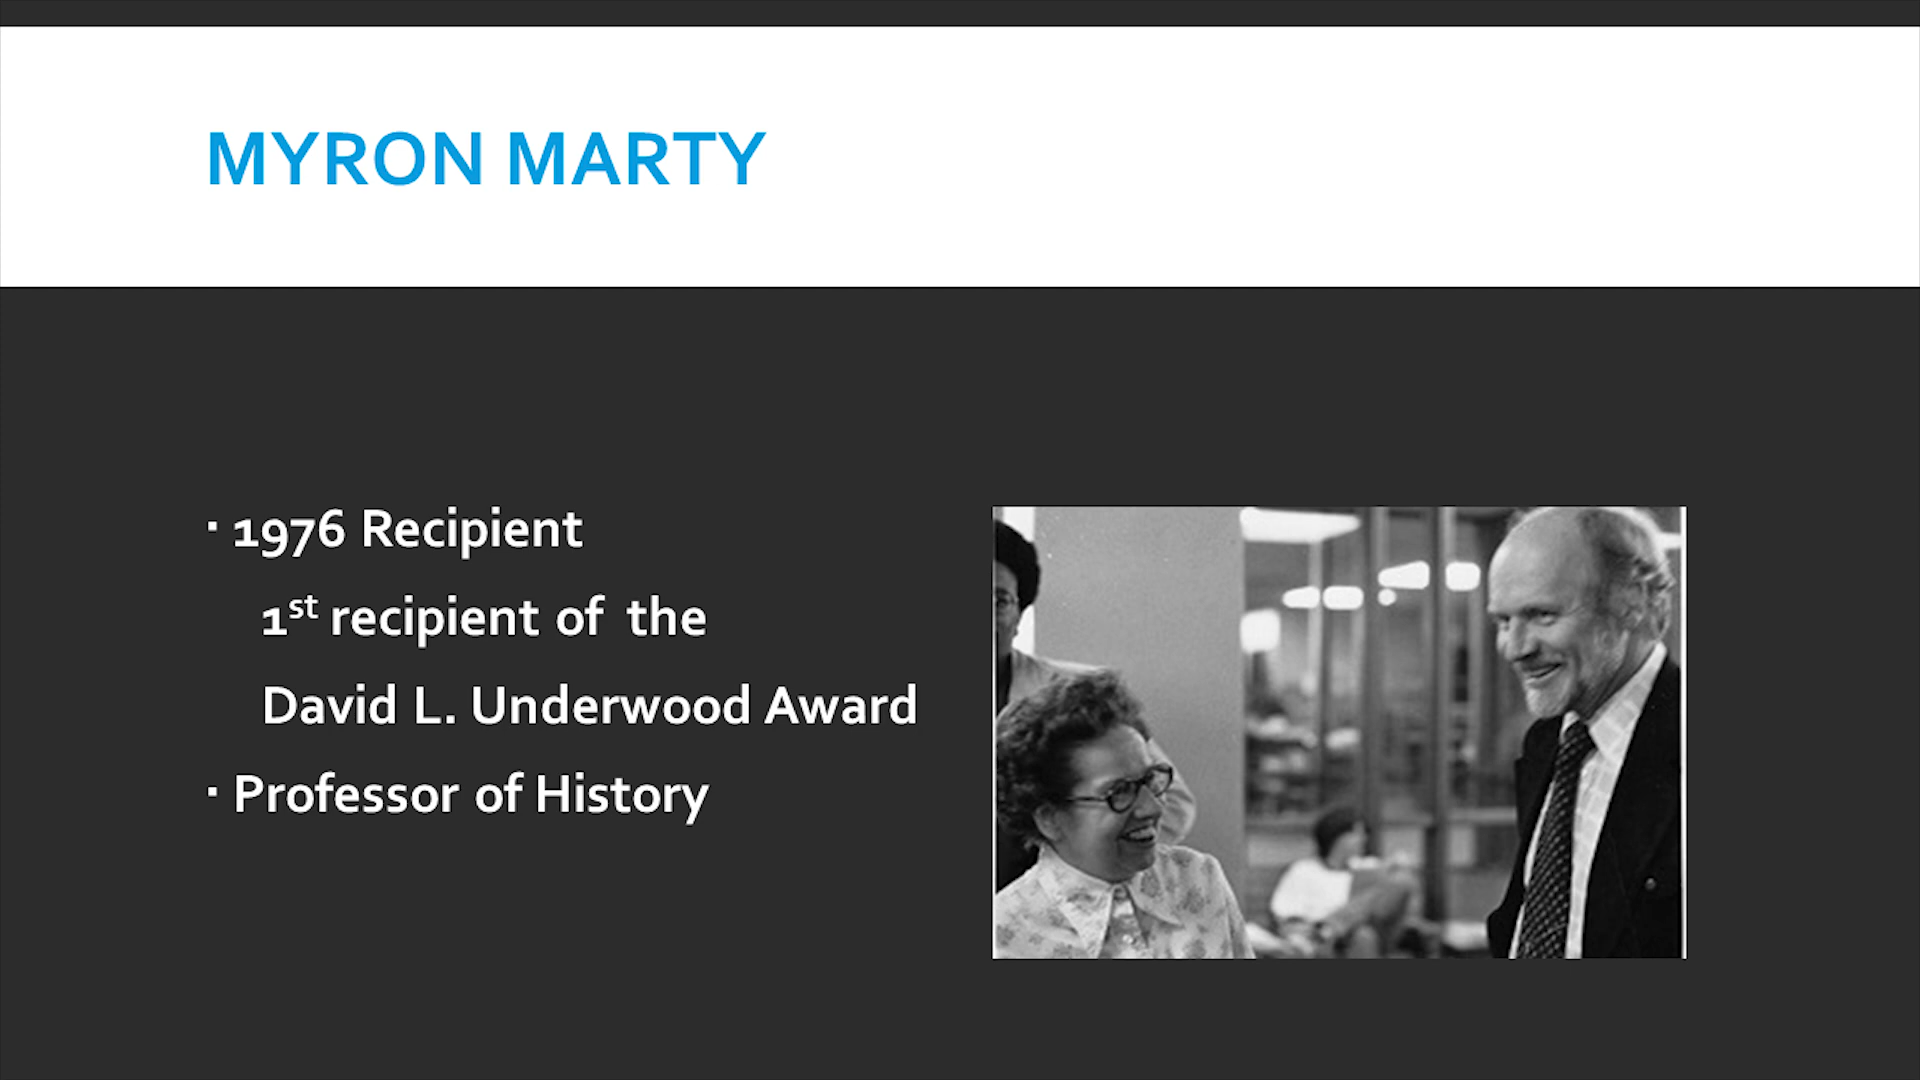 MYRON MARTY
▪ 1976 Recipient
1st recipient of the
David L. Underwood Award
▪ Professor of History